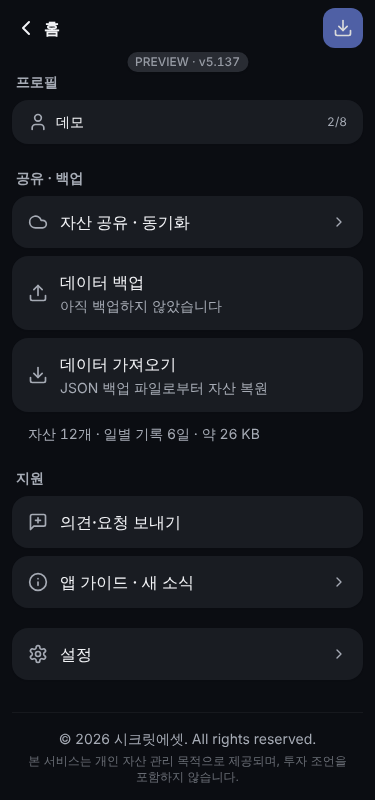 홈
PREVIEW · v5.137
프로필
데모 2/8
공유 · 백업
자산 공유 · 동기화
데이터 백업
아직 백업하지 않았습니다
데이터 가져오기
JSON 백업 파일로부터 자산 복원
자산 12개 · 일별 기록 6일 · 약 26 KB
지원
의견·요청 보내기
앱 가이드 · 새 소식
설정
© 2026 시크릿에셋. All rights reserved.
본 서비스는 개인 자산 관리 목적으로 제공되며, 투자 조언을
포함하지 않습니다.